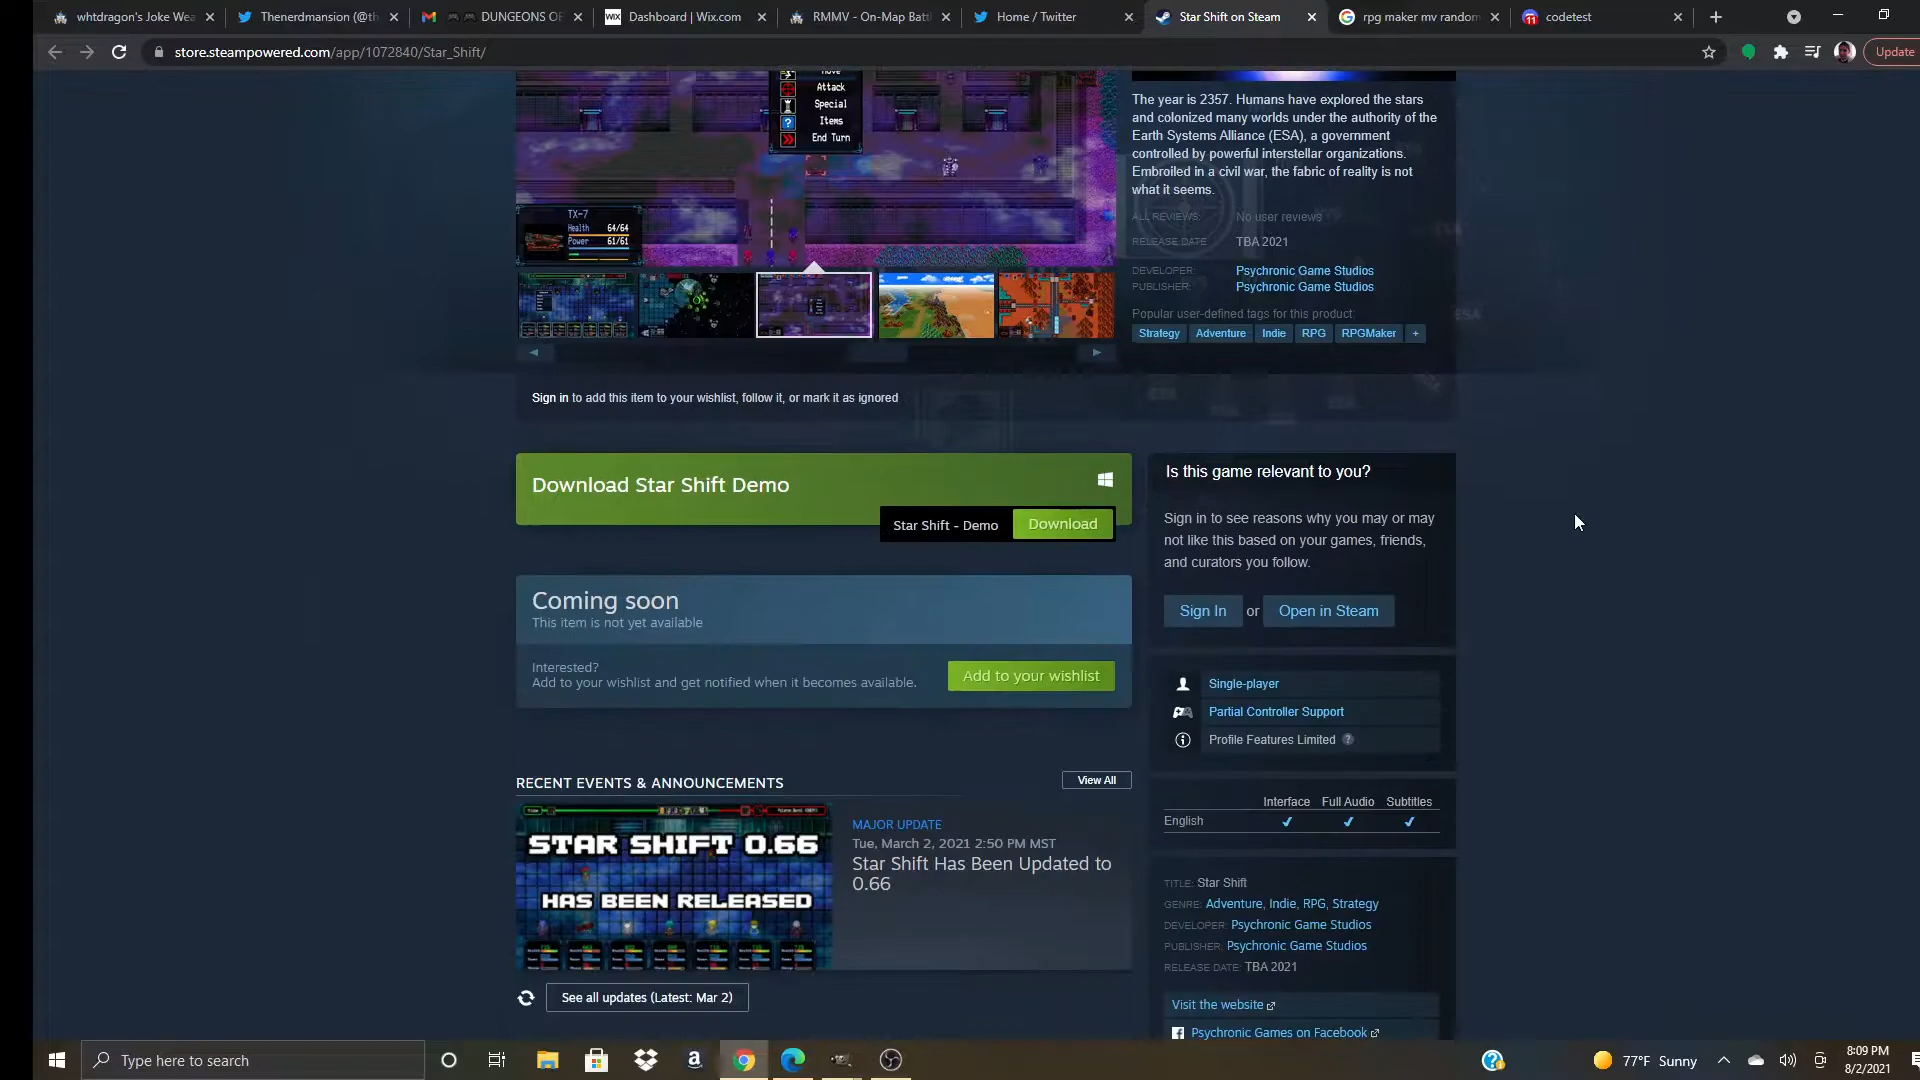 whtdragon's Joke Wea
Thenerdmansion (@th
DUNGEONS OF
WIX Dashboard | Wix.com
RMMV - On-Map Batt
Home / Twitter
Star Shift on Steam
rpg maker mv random
codetest
store.steampowered.com/app/1072840/Star_Shift/
Update
Move
Attack
Special
Items
End Turn
TX-7
Health 64/64
Power 61/61
The year is 2357. Humans have explored the stars
and colonized many worlds under the authority of the
Earth Systems Alliance (ESA), a government
controlled by powerful interstellar organizations.
Embroiled in a civil war, the fabric of reality is not
what it seems.
ALL REVIEWS: No user reviews
RELEASE DATE: TBA 2021
DEVELOPER: Psychronic Game Studios
PUBLISHER: Psychronic Game Studios
Popular user-defined tags for this product:
Strategy Adventure Indie RPG RPGMaker +
Sign in to add this item to your wishlist, follow it, or mark it as ignored
Download Star Shift Demo
Star Shift - Demo Download
Coming soon
This item is not yet available
Interested?
Add to your wishlist and get notified when it becomes available.
Add to your wishlist
Is this game relevant to you?
Sign in to see reasons why you may or may
not like this based on your games, friends,
and curators you follow.
Sign In or Open in Steam
Single-player
Partial Controller Support
Profile Features Limited ?
Interface Full Audio Subtitles
English ✔ ✔ ✔
RECENT EVENTS & ANNOUNCEMENTS
View All
STAR SHIFT 0.66
HAS BEEN RELEASED
MAJOR UPDATE
Tue, March 2, 2021 2:50 PM MST
Star Shift Has Been Updated to
0.66
See all updates (Latest: Mar 2)
TITLE: Star Shift
GENRE: Adventure, Indie, RPG, Strategy
DEVELOPER: Psychronic Game Studios
PUBLISHER: Psychronic Game Studios
RELEASE DATE: TBA 2021
Visit the website
Psychronic Games on Facebook
Type here to search
77°F Sunny
8:09 PM
8/2/2021